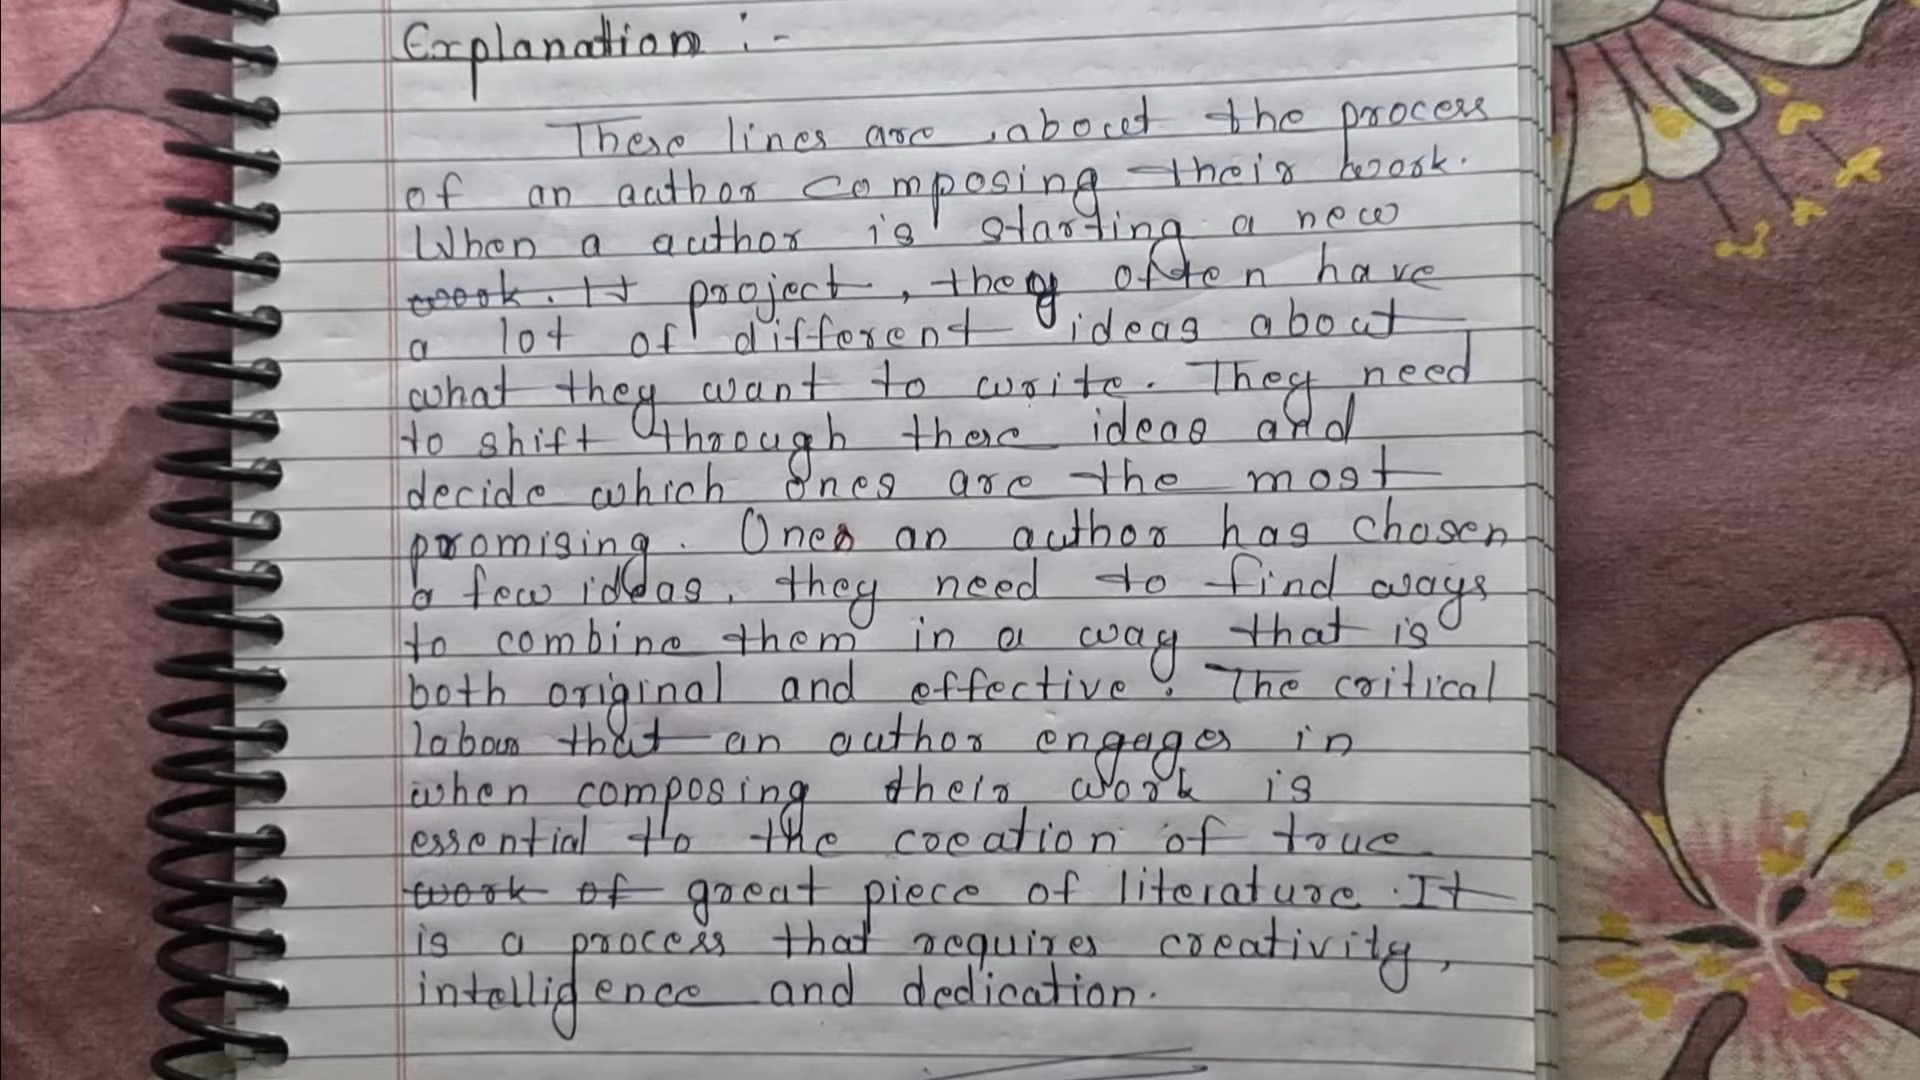 Explanation :-
These lines are about the process
of an author composing their work.
When a author is starting a new
work. It project, they often have
a lot of different ideas about
what they want to write. They need
to shift through these ideas and
decide which ones are the most
promising. Ones an author has chosen
a few ideas, they need to find ways
to combine them in a way that is
both original and effective. The critical
labour that an author engages in
when composing their work is
essential to the creation of true
work of great piece of literature. It
is a process that requires creativity,
intelligence and dedication.